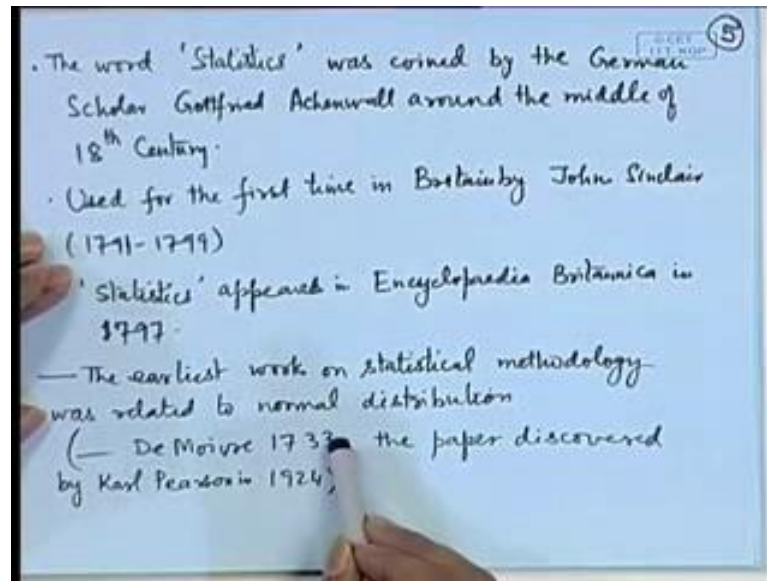 5
© CET
I.I.T. KGP
. The word 'Statistics' was coined by the German
Scholar Gottfried Achenwall around the middle of
18th Century.
. Used for the first time in Britain by John Sinclair
(1791-1799)
'Statistics' appeared in Encyclopaedia Britannica in
1797.
— The earliest work on statistical methodology
was related to normal distribution
(— De Moivre 1733 the paper discovered
by Karl Pearson in 1924)